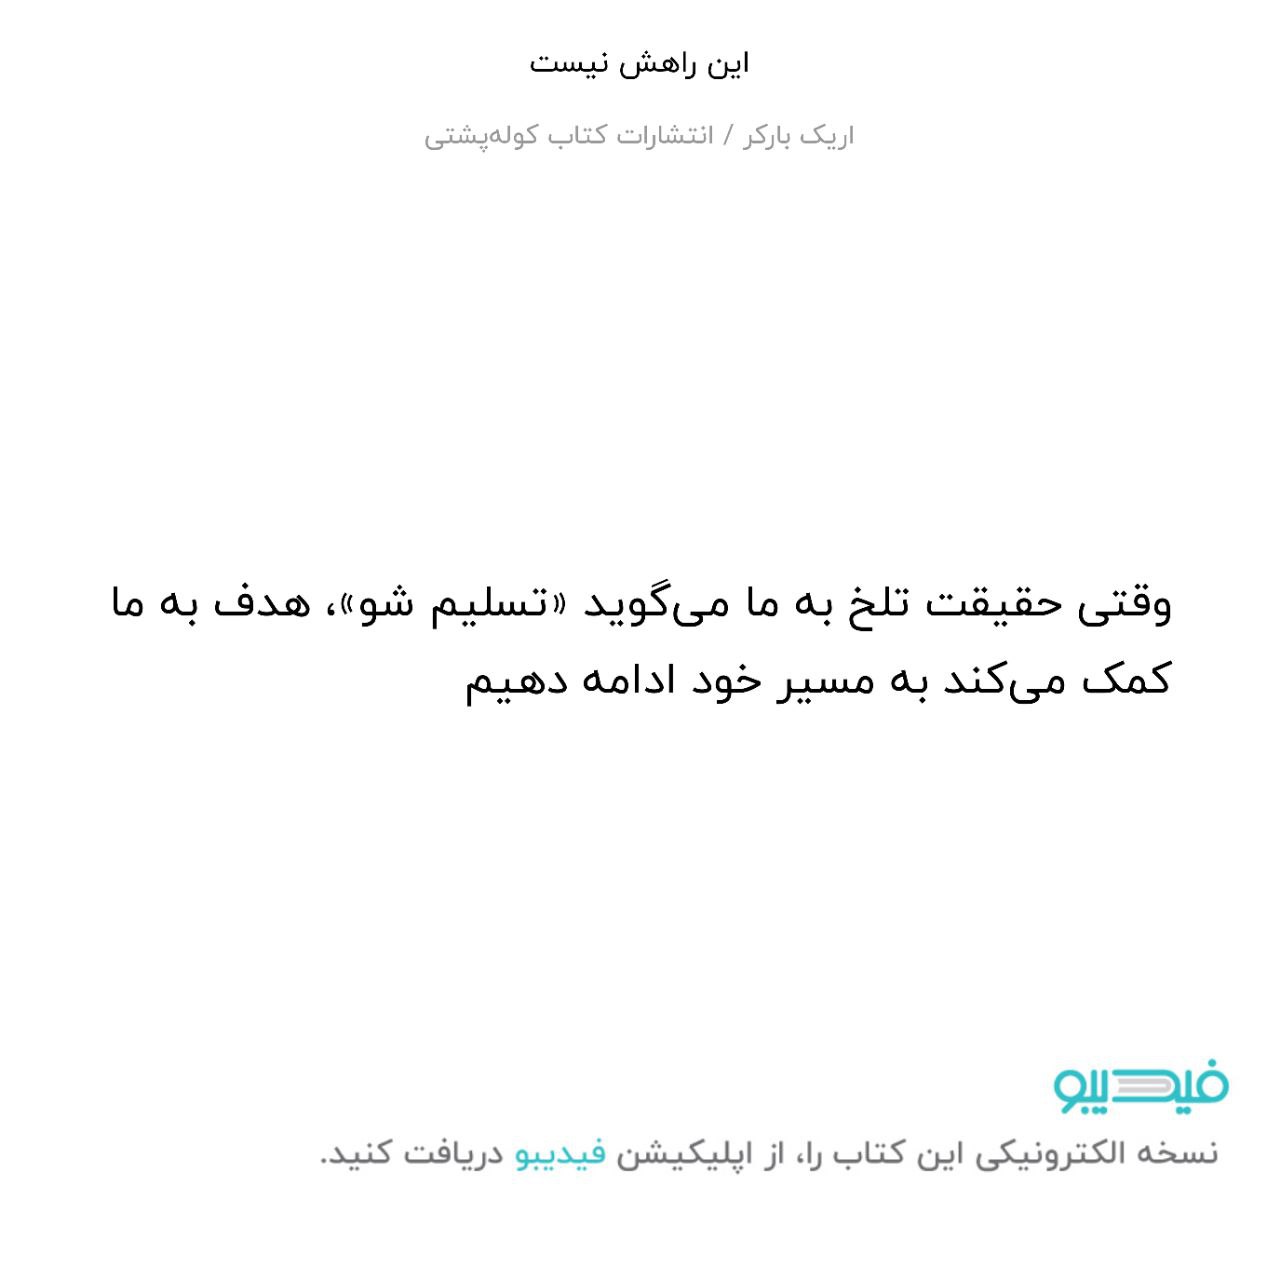 این راهش نیست
اریک بارکر / انتشارات کتاب کوله‌پشتی
وقتی حقیقت تلخ به ما می‌گوید «تسلیم شو»، هدف به ما
کمک می‌کند به مسیر خود ادامه دهیم
فیدیبو
نسخه الکترونیکی این کتاب را، از اپلیکیشن فیدیبو دریافت کنید.